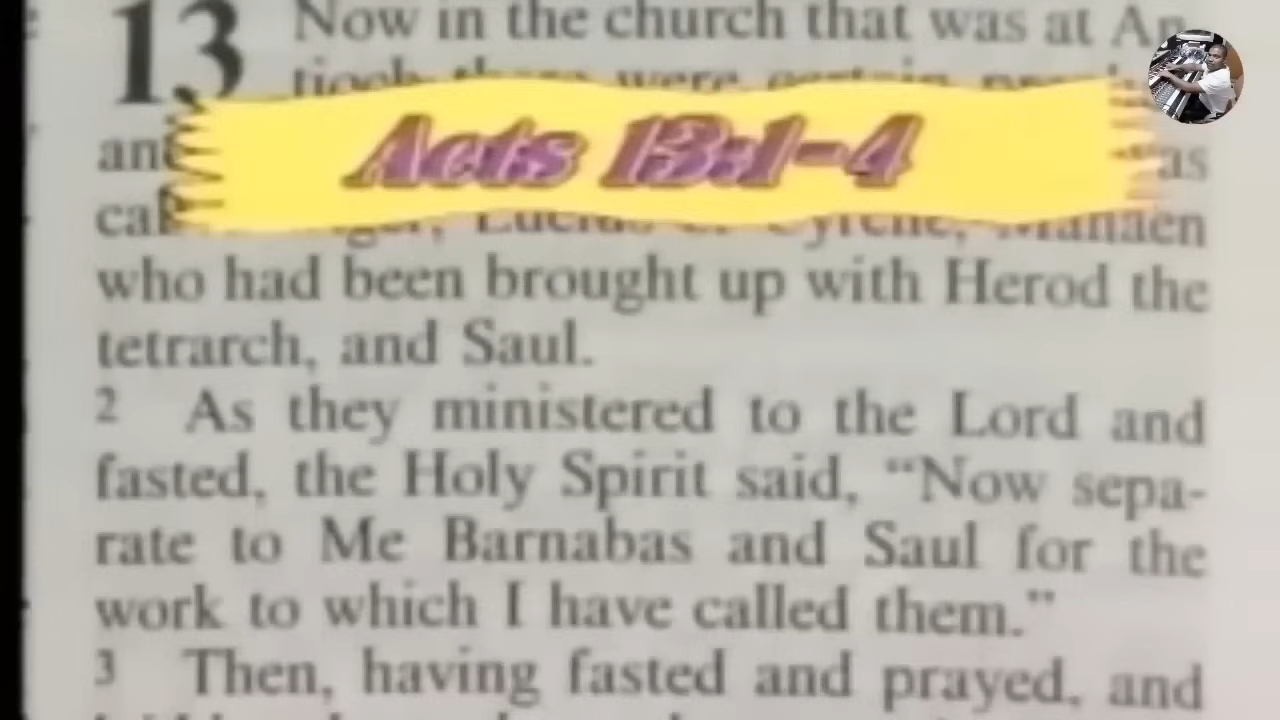 13 Now in the church that was at An-
Acts 13:1-4
as
who had been brought up with Herod the
tetrarch, and Saul.
2 As they ministered to the Lord and
fasted, the Holy Spirit said, “Now sepa-
rate to Me Barnabas and Saul for the
work to which I have called them.”
3 Then, having fasted and prayed, and